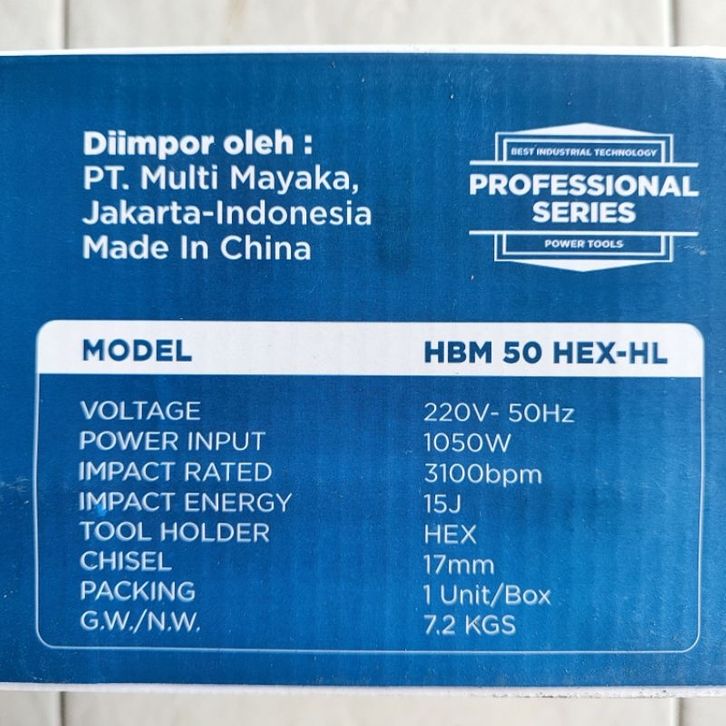 Diimpor oleh :
PT. Multi Mayaka,
Jakarta-Indonesia
Made In China
BEST INDUSTRIAL TECHNOLOGY
PROFESSIONAL
SERIES
POWER TOOLS
MODEL HBM 50 HEX-HL
VOLTAGE 220V- 50Hz
POWER INPUT 1050W
IMPACT RATED 3100bpm
IMPACT ENERGY 15J
TOOL HOLDER HEX
CHISEL 17mm
PACKING 1 Unit/Box
G.W./N.W. 7.2 KGS